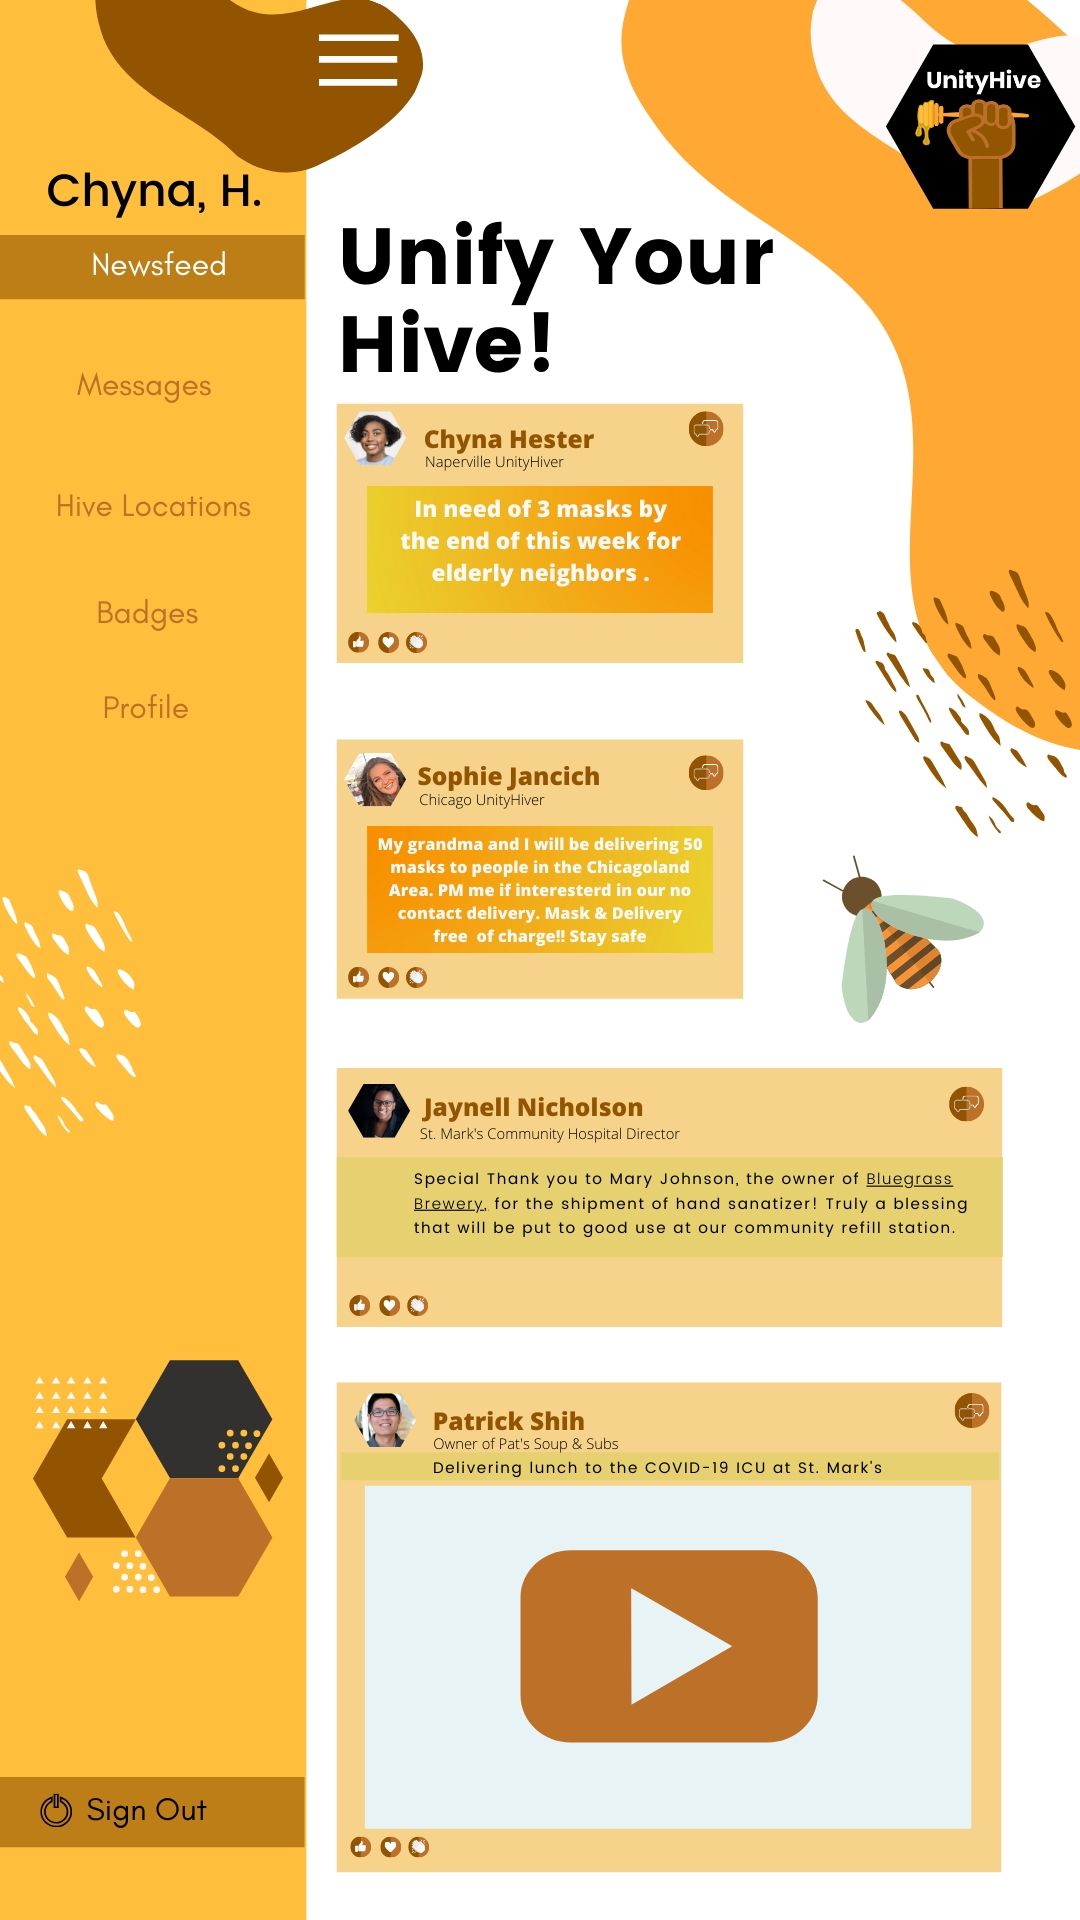 UnityHive
Chyna, H.
Newsfeed
Messages
Hive Locations
Badges
Profile
Sign Out
Unify Your
Hive!
Chyna Hester
Naperville UnityHiver
In need of 3 masks by
the end of this week for
elderly neighbors .
Sophie Jancich
Chicago UnityHiver
My grandma and I will be delivering 50
masks to people in the Chicagoland
Area. PM me if interesterd in our no
contact delivery. Mask & Delivery
free of charge!! Stay safe
Jaynell Nicholson
St. Mark's Community Hospital Director
Special Thank you to Mary Johnson, the owner of Bluegrass
Brewery, for the shipment of hand sanatizer! Truly a blessing
that will be put to good use at our community refill station.
Patrick Shih
Owner of Pat's Soup & Subs
Delivering lunch to the COVID-19 ICU at St. Mark's